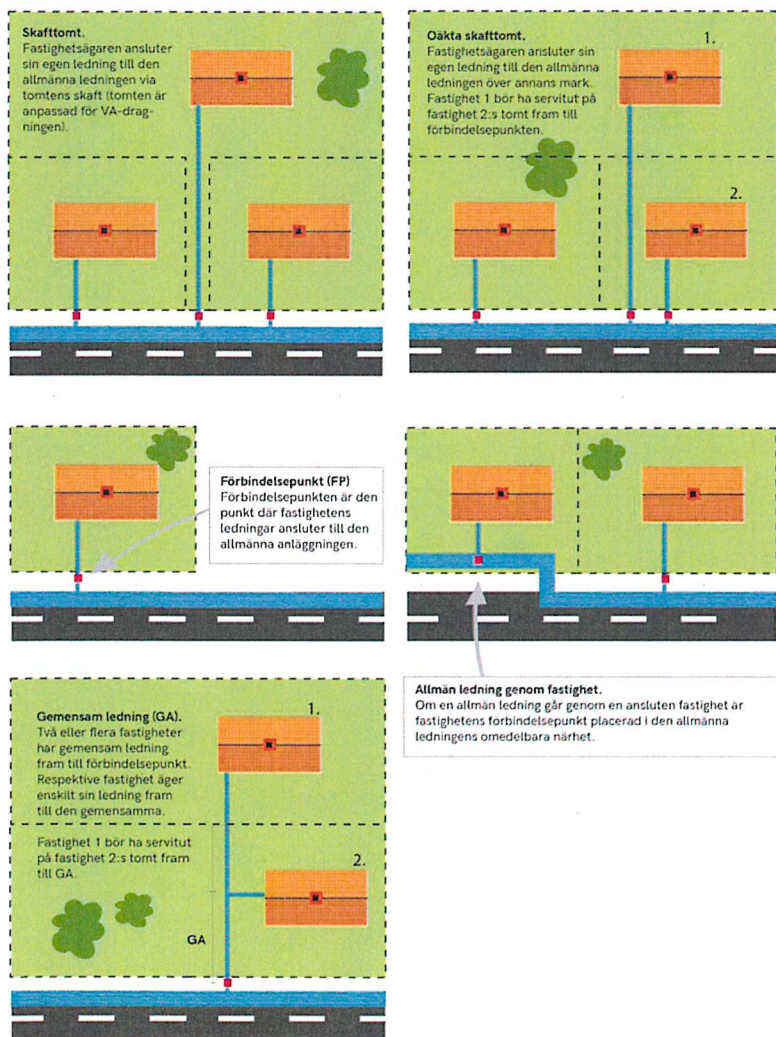 Skafttomt.
Fastighetsägaren ansluter
sin egen ledning till den
allmänna ledningen via
tomtens skaft (tomten är
anpassad för VA-drag-
ningen).
Oäkta skafttomt.
Fastighetsägaren ansluter sin
egen ledning till den allmänna
ledningen över annans mark.
Fastighet 1 bör ha servitut på
fastighet 2:s tomt fram till
förbindelsepunkten.
1.
2.
Förbindelsepunkt (FP)
Förbindelsepunkten är den
punkt där fastighetens
ledningar ansluter till den
allmänna anläggningen.
Allmän ledning genom fastighet.
Om en allmän ledning går genom en ansluten fastighet är
fastighetens förbindelsepunkt placerad i den allmänna
ledningens omedelbara närhet.
Gemensam ledning (GA).
Två eller flera fastigheter
har gemensam ledning
fram till förbindelsepunkt.
Respektive fastighet äger
enskilt sin ledning fram
till den gemensamma.
1.
Fastighet 1 bör ha servitut
på fastighet 2:s tomt fram
till GA.
2.
GA